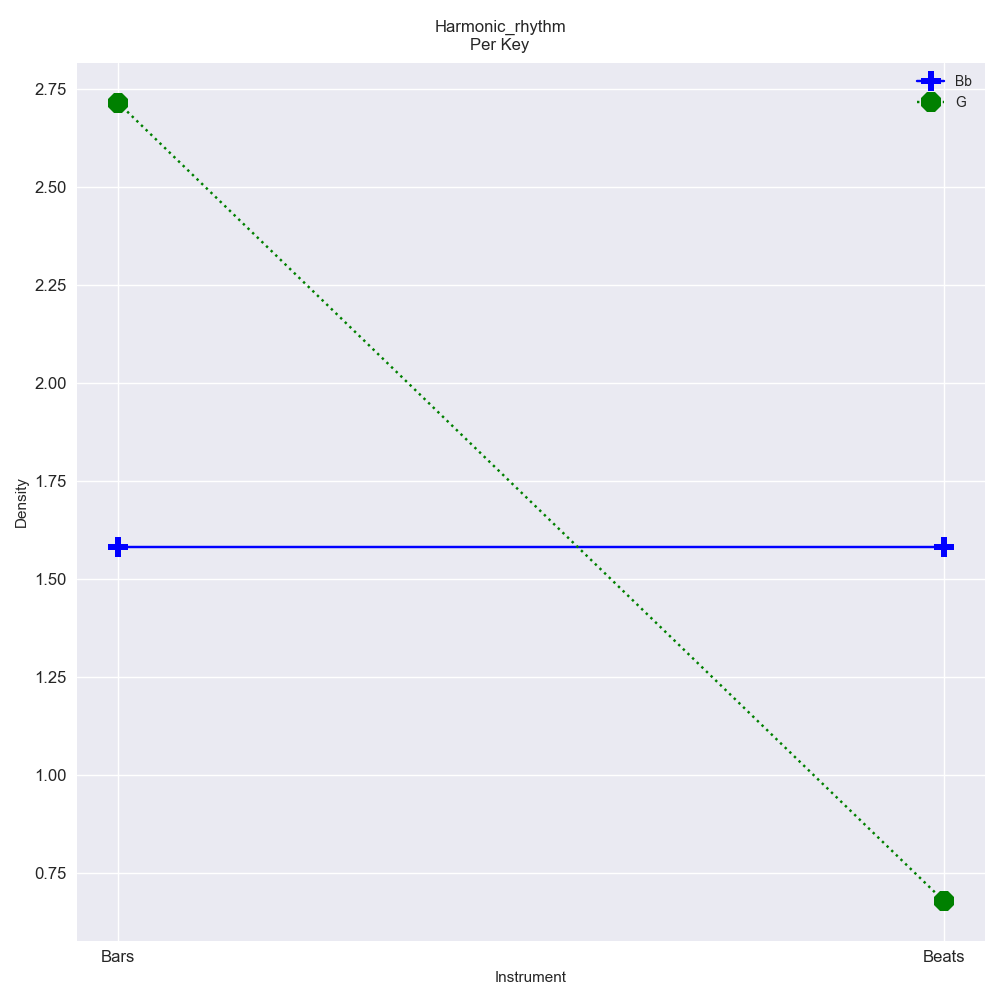 Harmonic_rhythm
Per Key
Bb
G
2.75
2.50
2.25
2.00
1.75
1.50
1.25
1.00
0.75
Density
Bars
Beats
Instrument